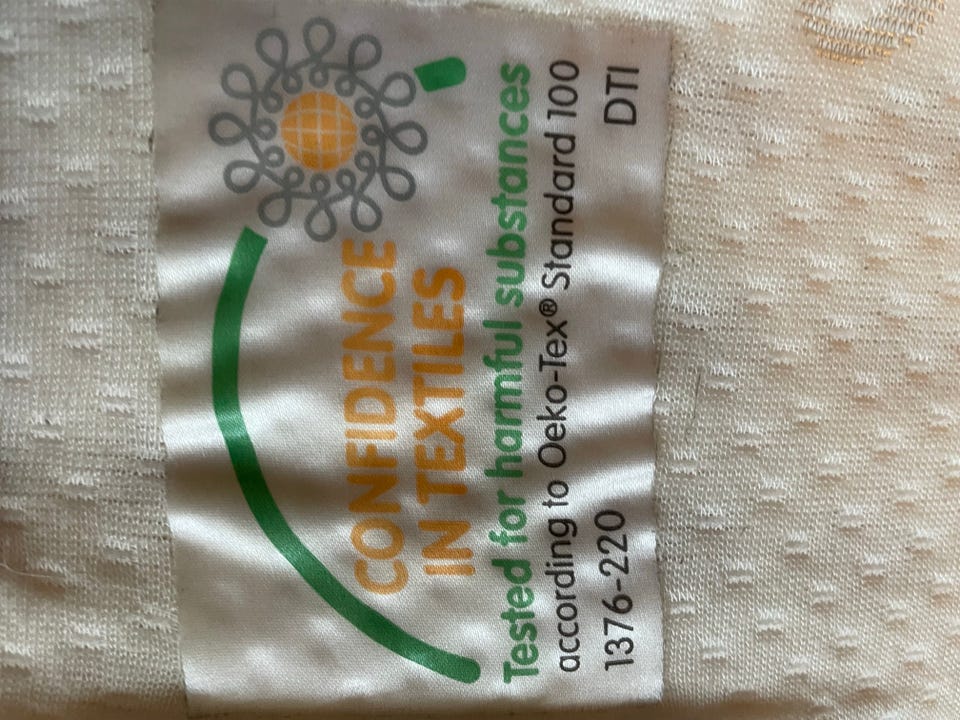 CONFIDENCE
IN TEXTILES
Tested for harmful substances
according to Oeko-Tex® Standard 100
1376-220 DTI